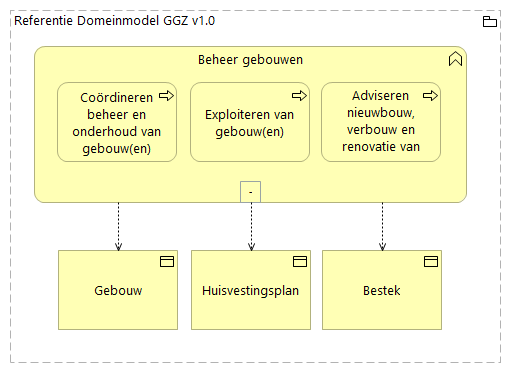 Referentie Domeinmodel GGZ v1.0
Beheer gebouwen
Coördineren
beheer en
onderhoud van
gebouw(en)
Exploiteren van
gebouw(en)
Adviseren
nieuwbouw,
verbouw en
renovatie van
-
Gebouw
Huisvestingsplan
Bestek